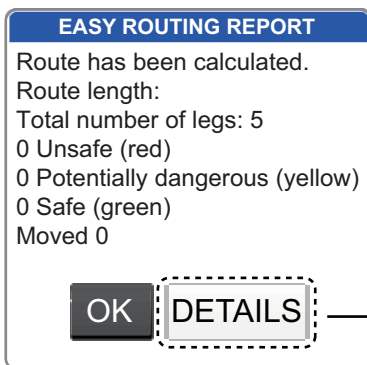 EASY ROUTING REPORT
Route has been calculated.
Route length:
Total number of legs: 5
0 Unsafe (red)
0 Potentially dangerous (yellow)
0 Safe (green)
Moved 0
OK DETAILS